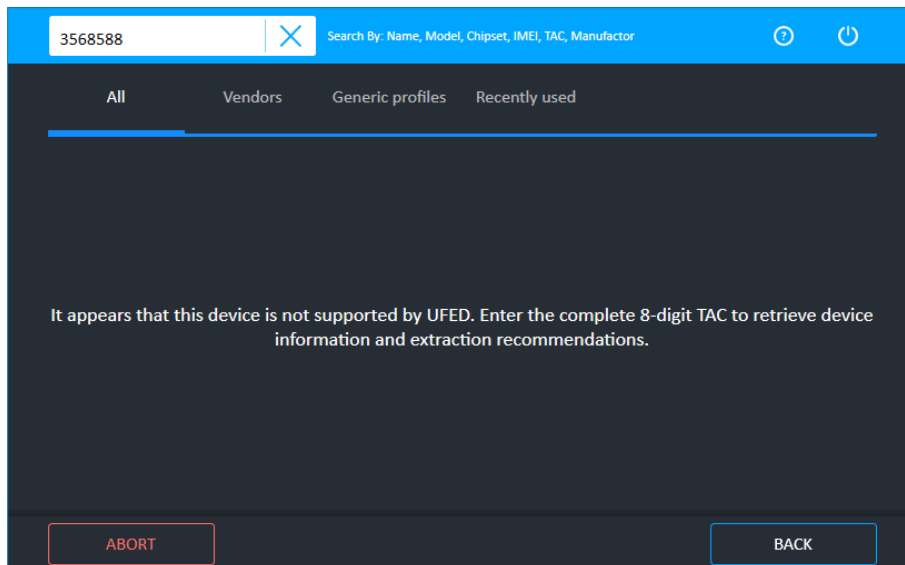 3568588
Search By: Name, Model, Chipset, IMEI, TAC, Manufactor
All
Vendors
Generic profiles
Recently used
It appears that this device is not supported by UFED. Enter the complete 8-digit TAC to retrieve device
information and extraction recommendations.
ABORT
BACK